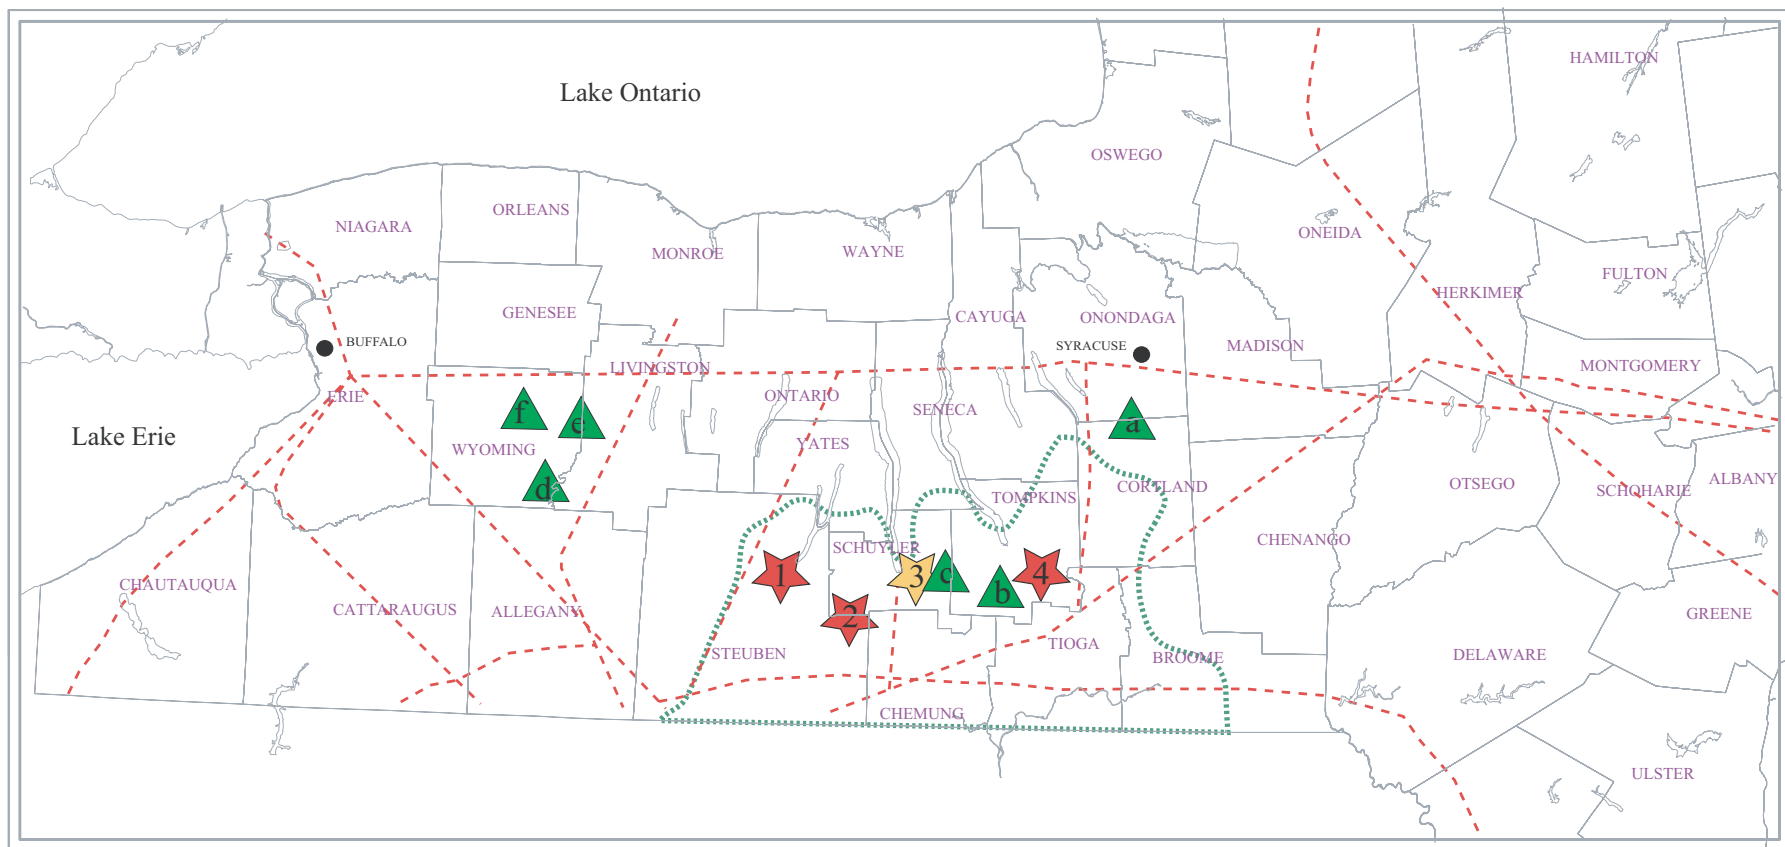 HAMILTON
Lake Ontario
OSWEGO
ORLEANS
NIAGARA
ONEIDA
MONROE
WAYNE
FULTON
HERKIMER
GENESEE
CAYUGA
ONONDAGA
BUFFALO
SYRACUSE
MADISON
LIVINGSTON
MONTGOMERY
ERIE
ONTARIO
SENECA
f
e
a
Lake Erie
WYOMING
YATES
d
TOMPKINS
CORTLAND
OTSEGO
SCHOHARIE
ALBANY
SCHUYLER
CHENANGO
1
3
c
4
CHAUTAUQUA
b
CATTARAUGUS
ALLEGANY
2
GREENE
STEUBEN
TIOGA
BROOME
DELAWARE
CHEMUNG
ULSTER